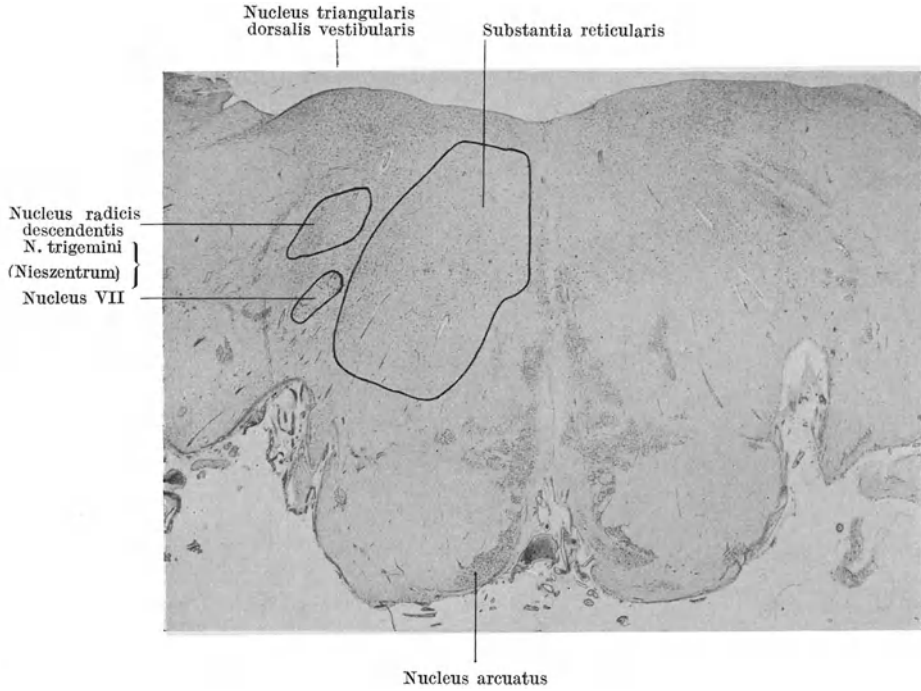 Nucleus triangularis
dorsalis vestibularis
Substantia reticularis
Nucleus radicis
descendentis
N. trigemini
(Nieszentrum)
Nucleus VII
Nucleus arcuatus